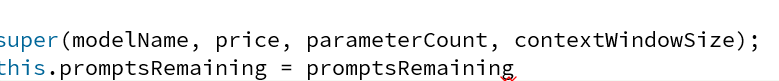 super(modelName, price, parameterCount, contextWindowSize);
this.promptsRemaining = promptsRemaining